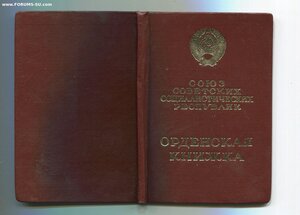 www.FORUMS-SU.com
СОЮЗ
СОВЕТСКИХ
СОЦИАЛИСТИЧЕСКИХ
РЕСПУБЛИК
ОРДЕНСКАЯ
КНИЖКА